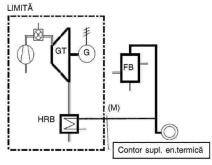 LIMITĂ
GT
G
FB
HRB
(M)
Contor supl. en.termică